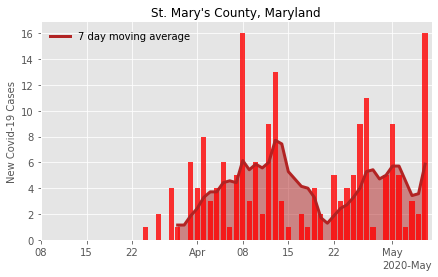 St. Mary's County, Maryland
7 day moving average
New Covid-19 Cases
16
14
12
10
8
6
4
2
0
08
15
22
Apr
08
15
22
May
08
2020-May